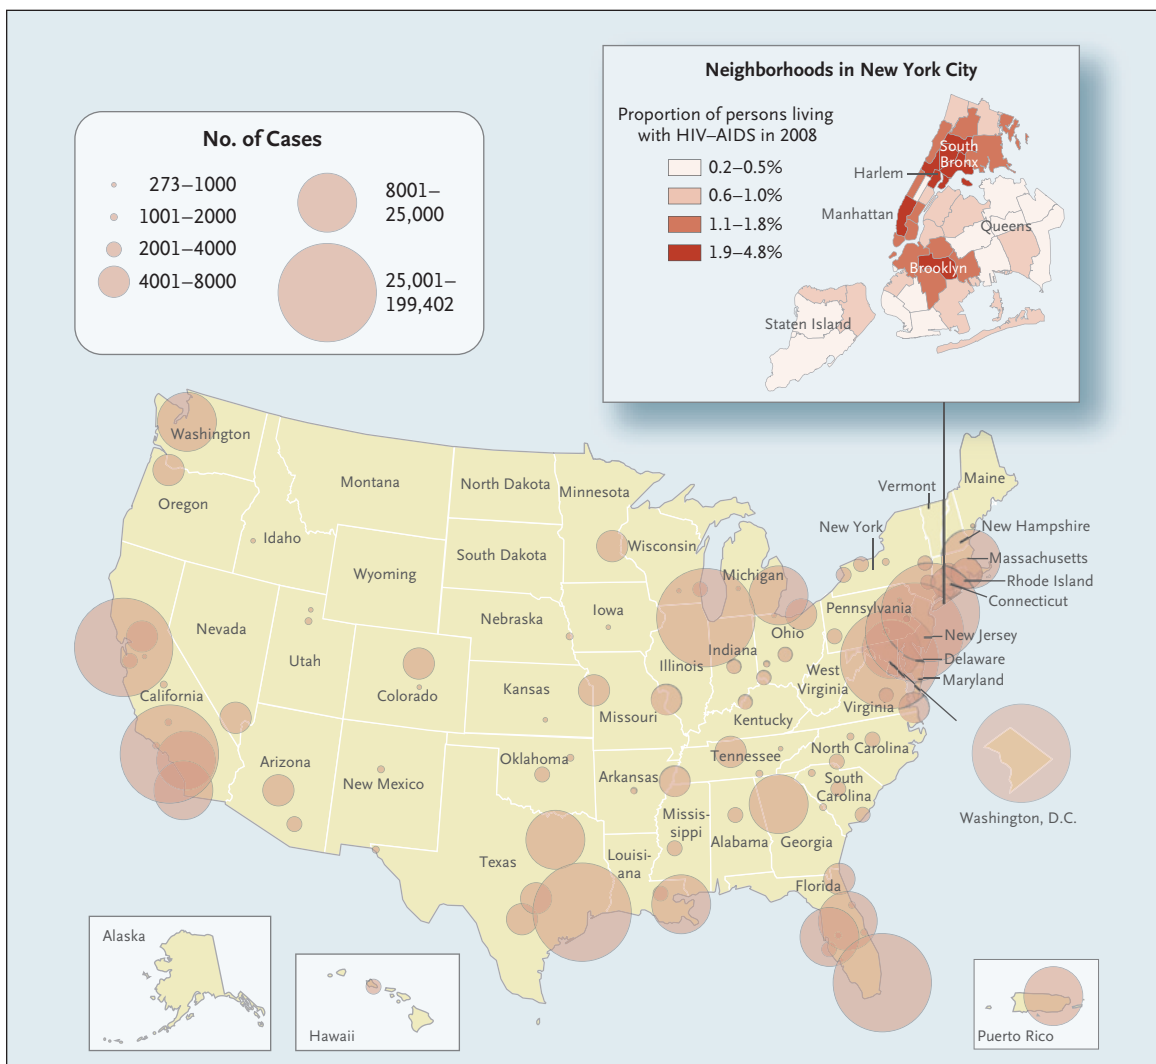 Neighborhoods in New York City
Proportion of persons living
with HIV–AIDS in 2008
0.2–0.5%
0.6–1.0%
1.1–1.8%
1.9–4.8%
South
Bronx
Harlem
Manhattan
Queens
Brooklyn
Staten Island
No. of Cases
273–1000
1001–2000
2001–4000
4001–8000
8001–
25,000
25,001–
199,402
Washington
Oregon
Idaho
Montana
North Dakota
Minnesota
Wisconsin
South Dakota
Wyoming
Nebraska
Iowa
Michigan
Vermont
Maine
New York
New Hampshire
Massachusetts
Rhode Island
Connecticut
Pennsylvania
New Jersey
Delaware
Maryland
Nevada
Utah
California
Colorado
Kansas
Missouri
Illinois
Indiana
Ohio
West
Virginia
Virginia
Kentucky
Arizona
New Mexico
Oklahoma
Arkansas
Tennessee
North Carolina
South
Carolina
Washington, D.C.
Missis-
sippi
Alabama
Georgia
Texas
Louisi-
ana
Florida
Alaska
Hawaii
Puerto Rico